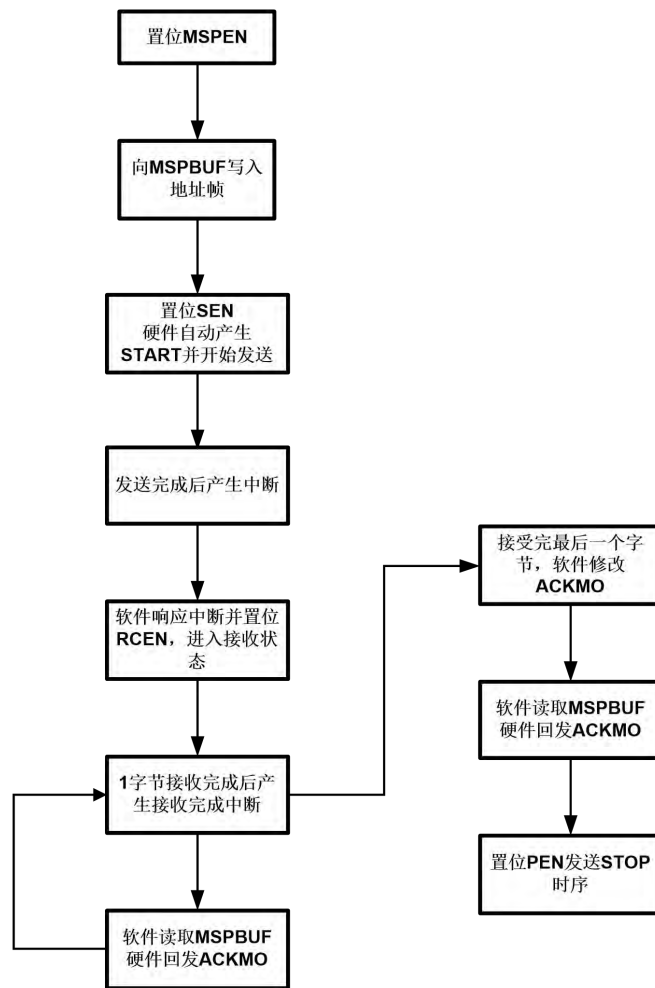 置位MSPEN
向MSPBUF写入
地址帧
置位SEN
硬件自动产生
START并开始发送
发送完成后产生中断
软件响应中断并置位
RCEN，进入接收状
态
1字节接收完成后产
生接收完成中断
软件读取MSPBUF
硬件回发ACKMO
接受完最后一个字
节，软件修改
ACKMO
软件读取MSPBUF
硬件回发ACKMO
置位PEN发送STOP
时序